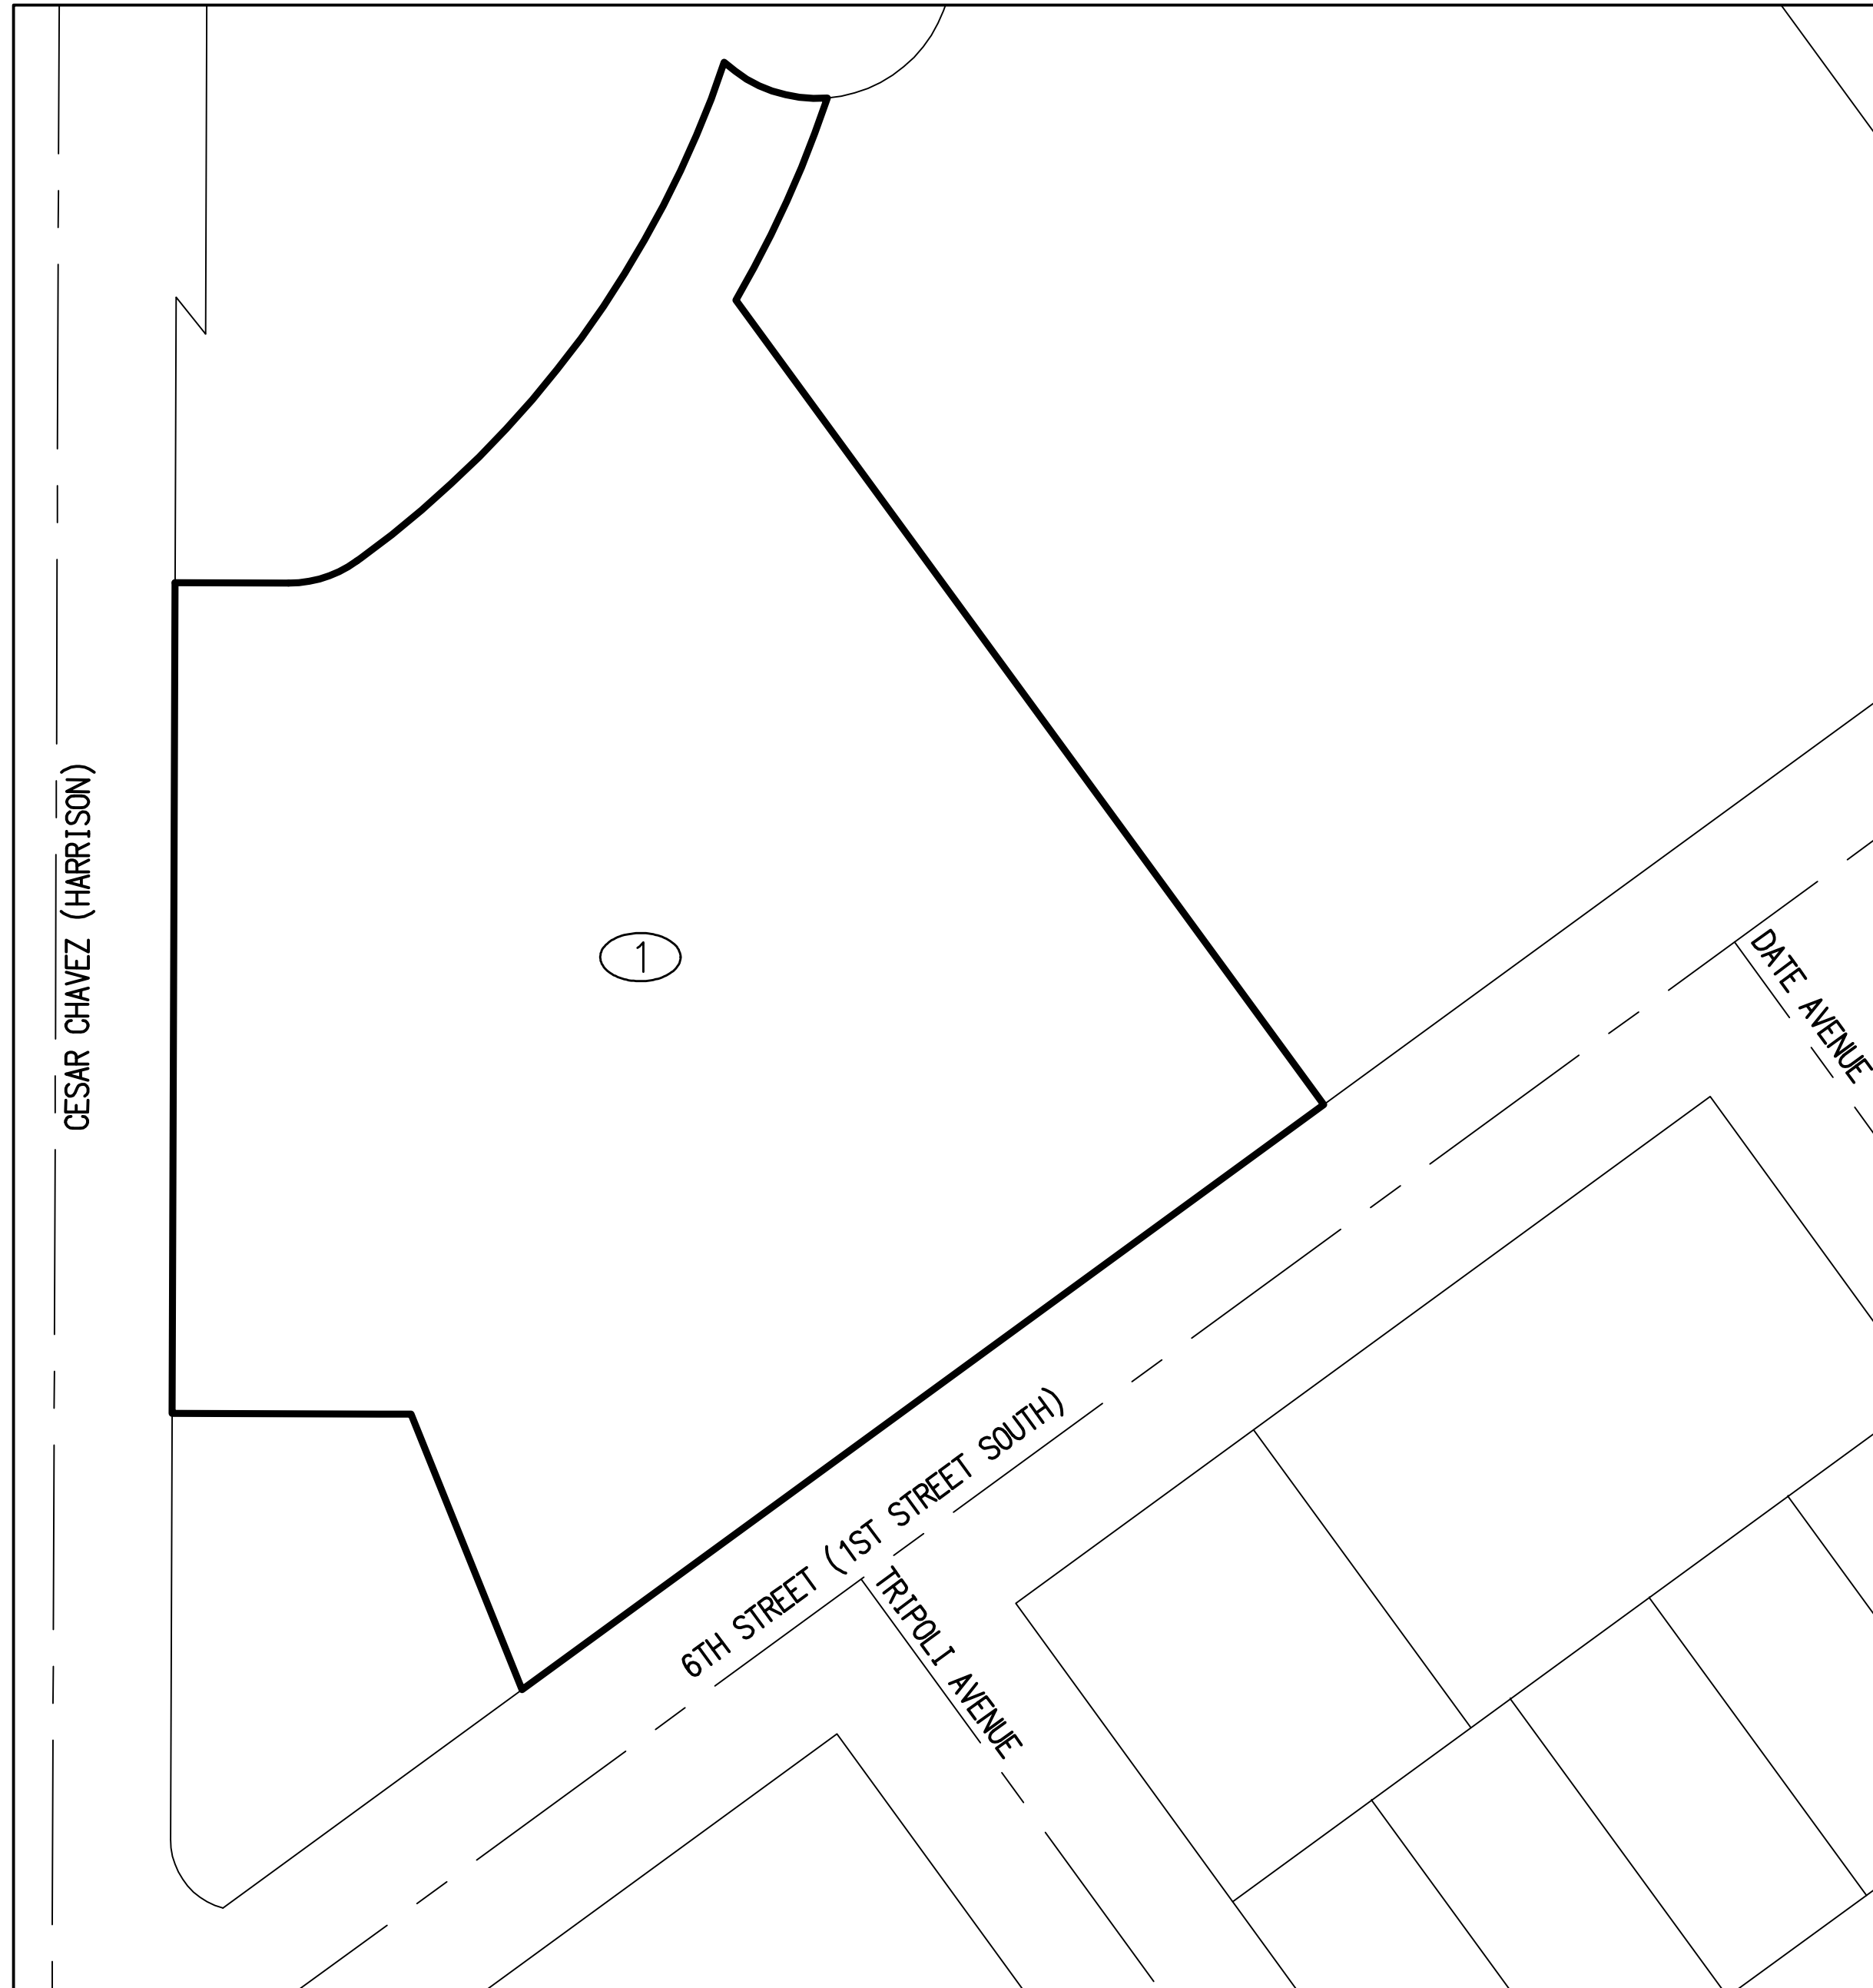 CESAR CHAVEZ (HARRISON)
1
DATE AVENUE
6TH STREET (1ST STREET SOUTH)
TRIPOLI AVENUE